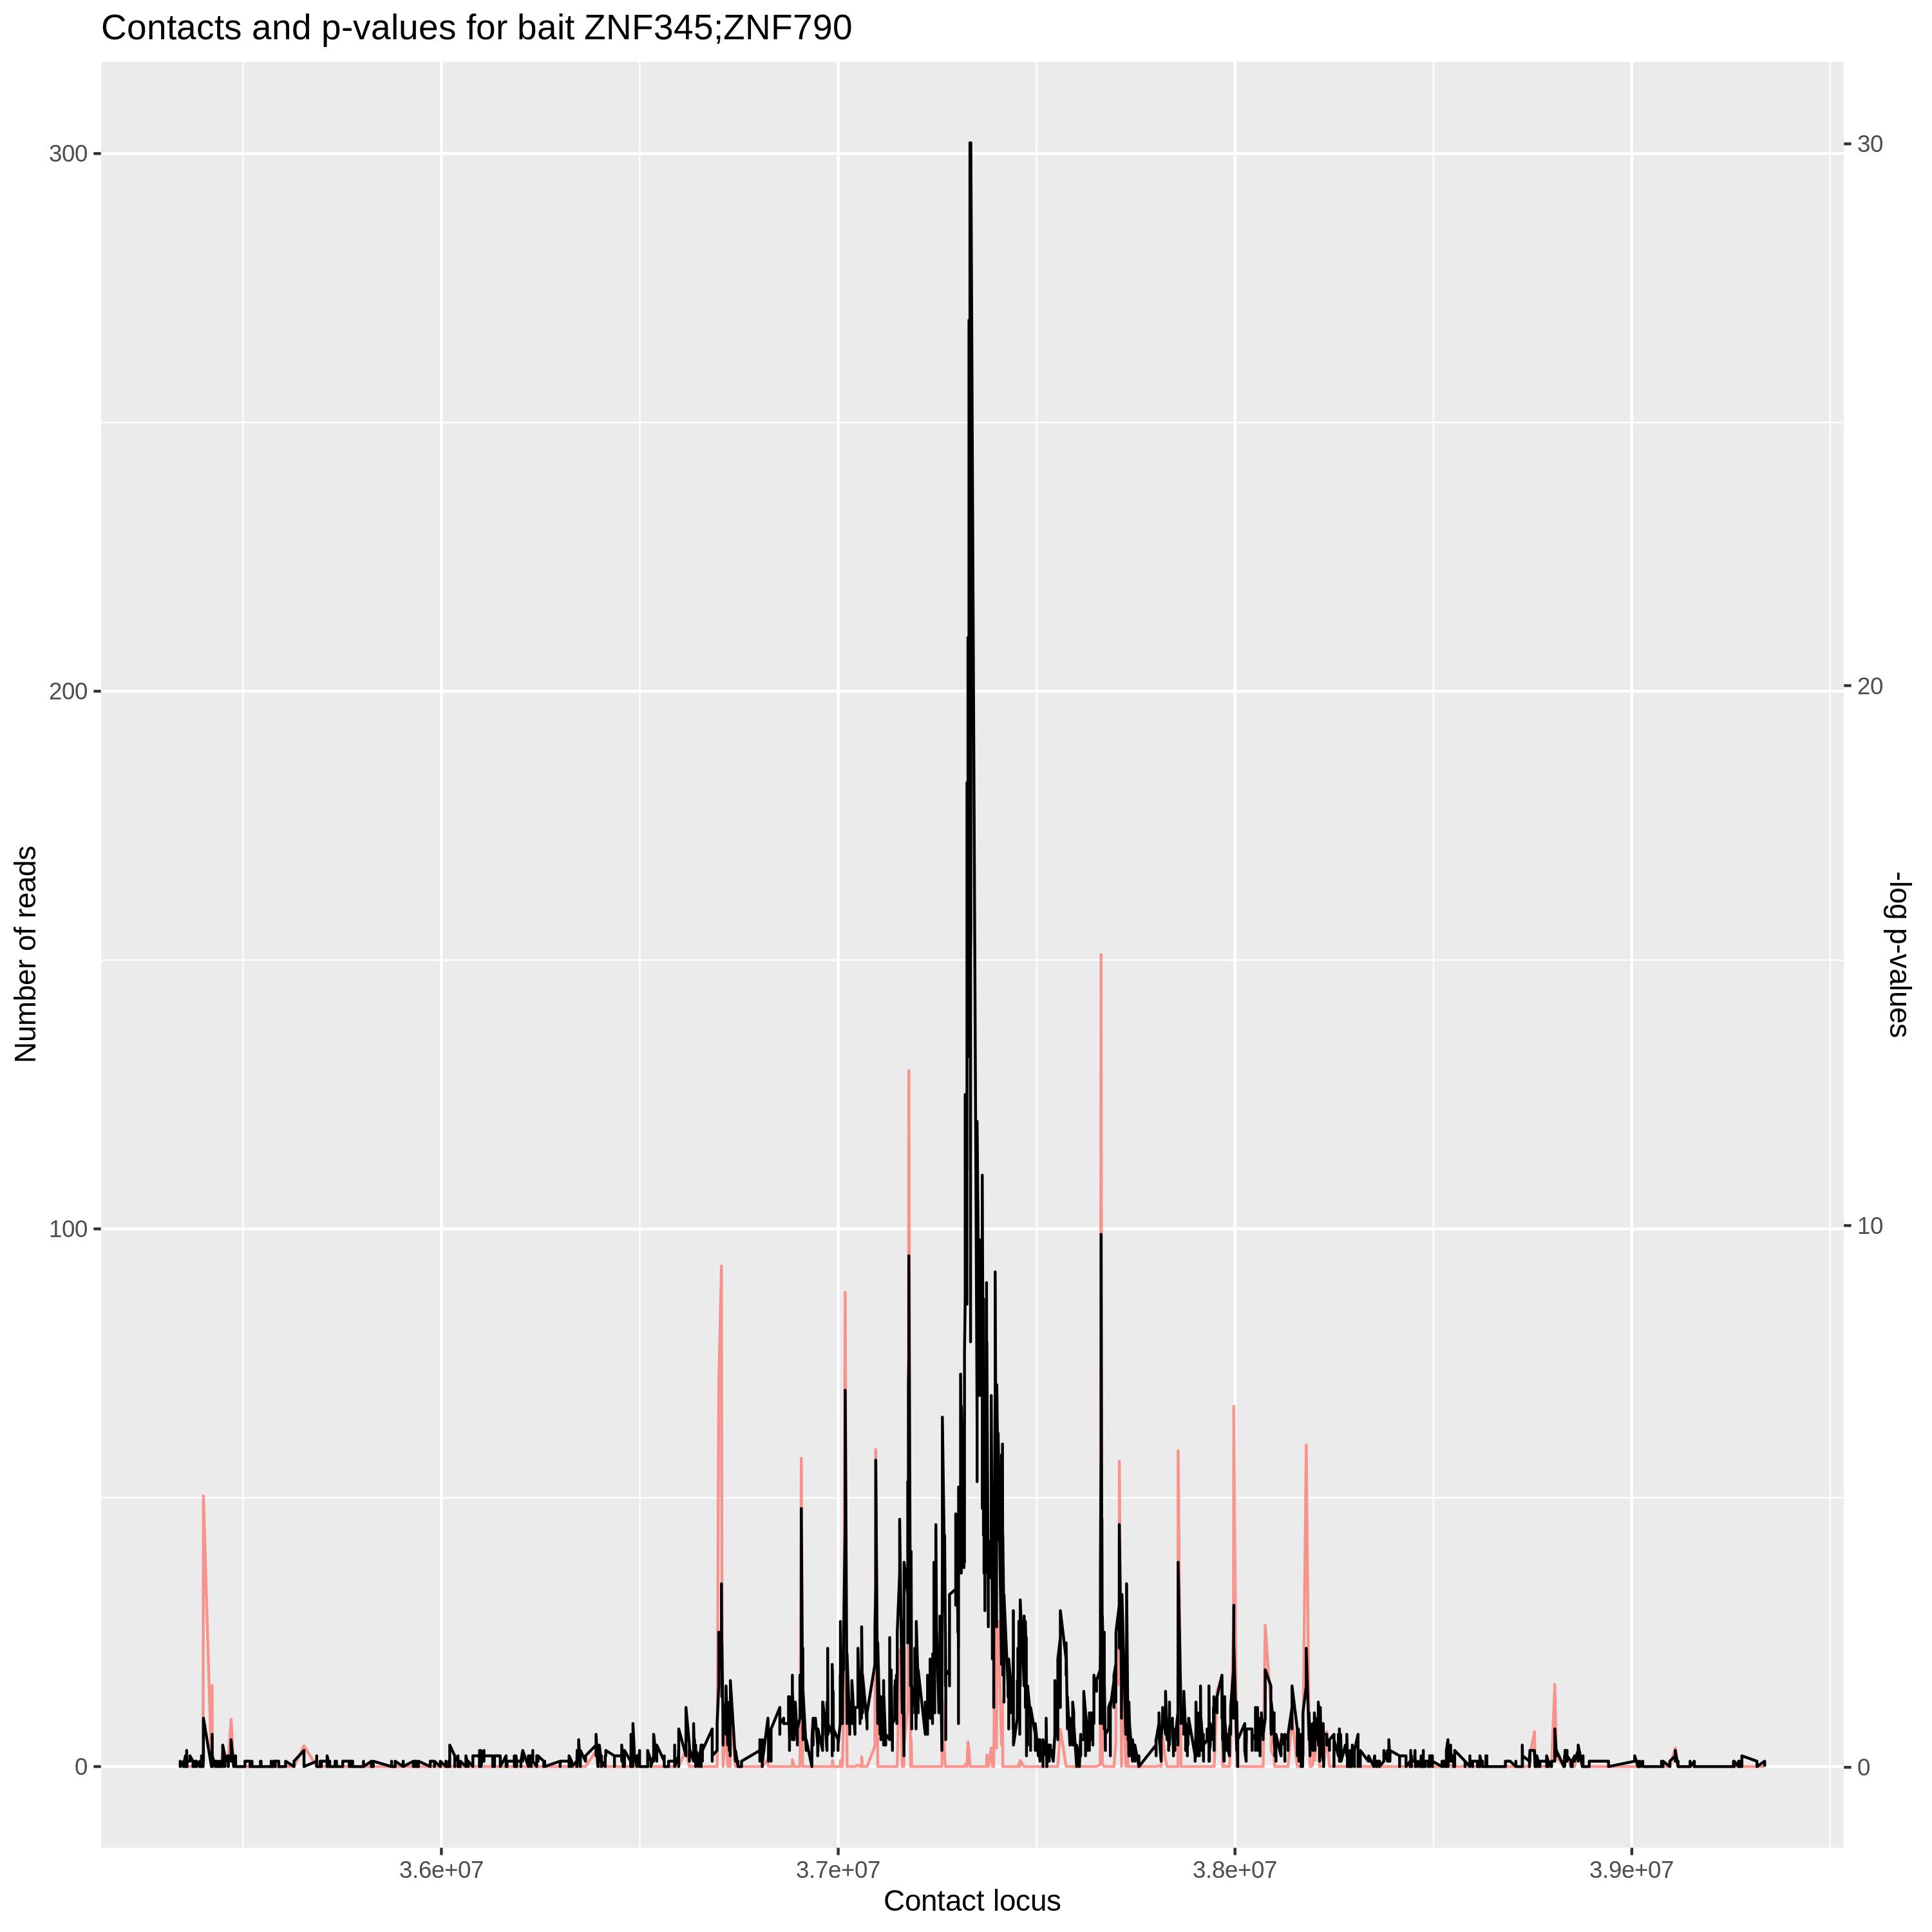 Contacts and p-values for bait ZNF345;ZNF790
300
200
100
0
Number of reads
30
20
10
0
-log p-values
3.6e+07
3.7e+07
3.8e+07
3.9e+07
Contact locus